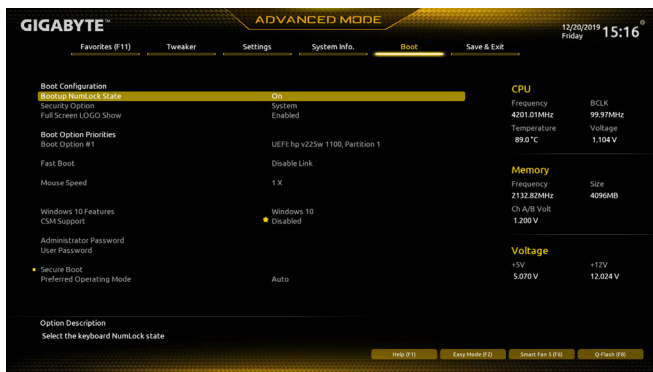 GIGABYTE™
ADVANCED MODE
12/20/2019 15:16
Friday
Favorites (F11) Tweaker Settings System Info. Boot Save & Exit
Boot Configuration
Bootup NumLock State On
Security Option System
Full Screen LOGO Show Enabled
Boot Option Priorities
Boot Option #1 UEFI: hp v225w 1100, Partition 1
Fast Boot Disable Link
Mouse Speed 1 X
Windows 10 Features Windows 10
CSM Support Disabled
Administrator Password
User Password
Secure Boot
Preferred Operating Mode Auto
CPU
Frequency BCLK
4201.01MHz 99.97MHz
Temperature Voltage
89.0 °C 1.104 V
Memory
Frequency Size
2132.82MHz 4096MB
Ch A/B Volt
1.200 V
Voltage
+5V +12V
5.070 V 12.024 V
Option Description
Select the keyboard NumLock state
Help (F1) Easy Mode (F2) Smart Fan 5 (F6) Q-Flash (F8)